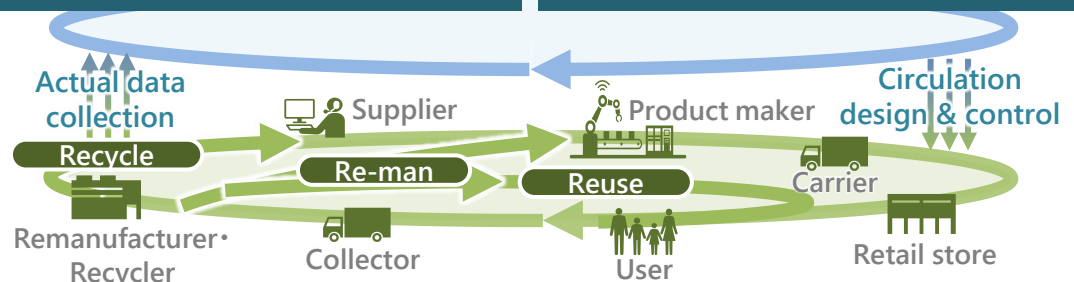 Actual data
collection
Circulation
design & control
Supplier
Product maker
Recycle
Re-man
Reuse
Carrier
Remanufacturer・
Recycler
Collector
User
Retail store